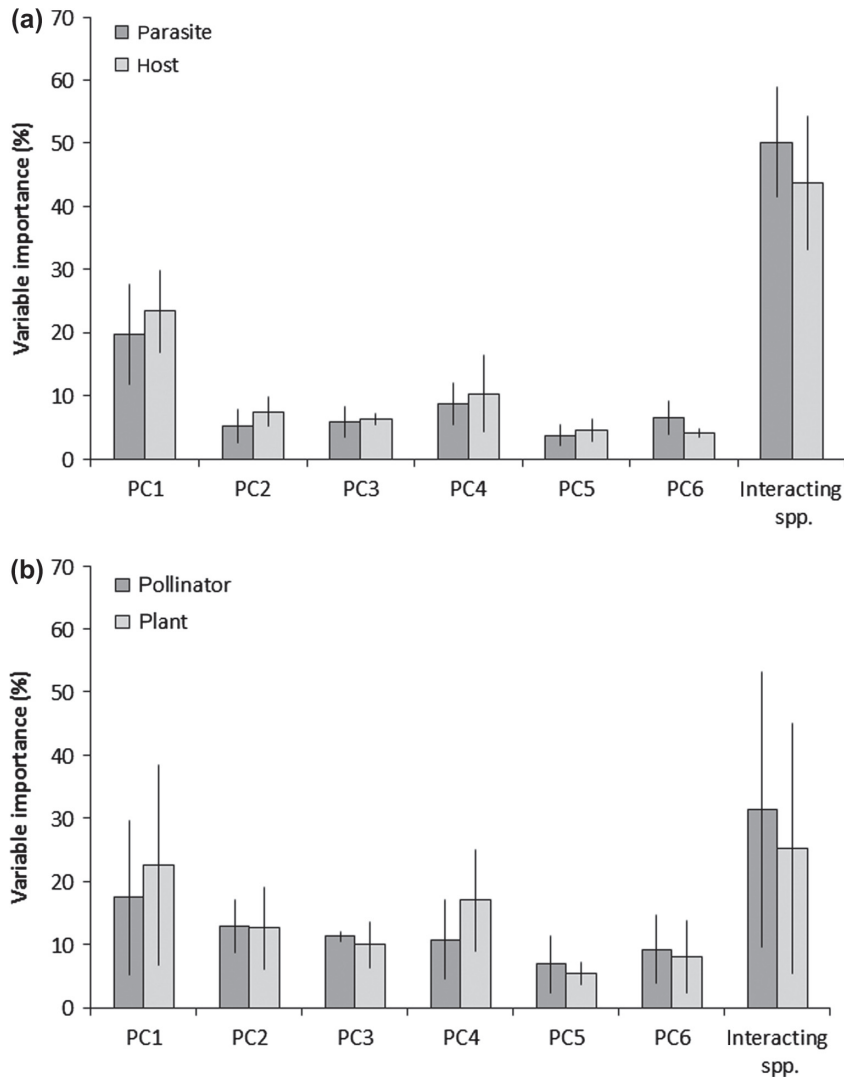 (a)
70
60
50
40
30
20
10
0
Variable importance (%)
Parasite
Host
PC1 PC2 PC3 PC4 PC5 PC6 Interacting
spp.
(b)
70
60
50
40
30
20
10
0
Variable importance (%)
Pollinator
Plant
PC1 PC2 PC3 PC4 PC5 PC6 Interacting
spp.